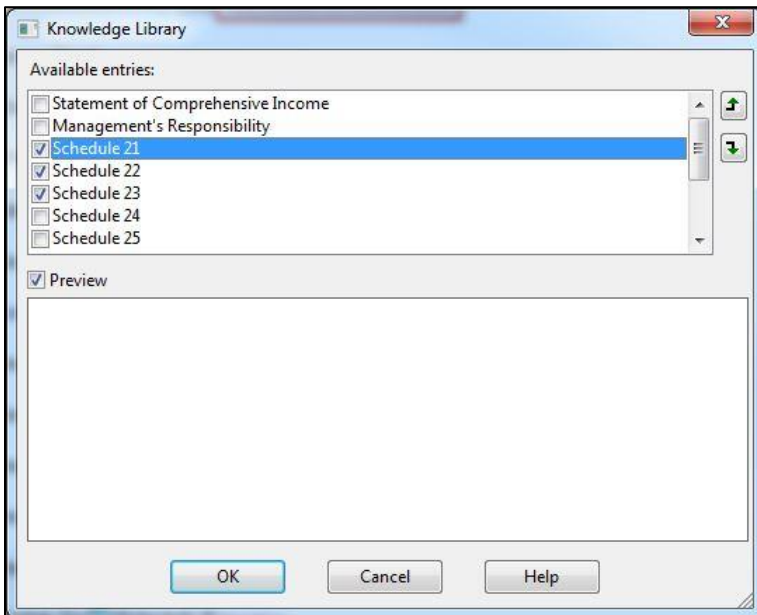 Knowledge Library
Available entries:
Statement of Comprehensive Income
Management's Responsibility
Schedule 21
Schedule 22
Schedule 23
Schedule 24
Schedule 25
Preview
OK
Cancel
Help